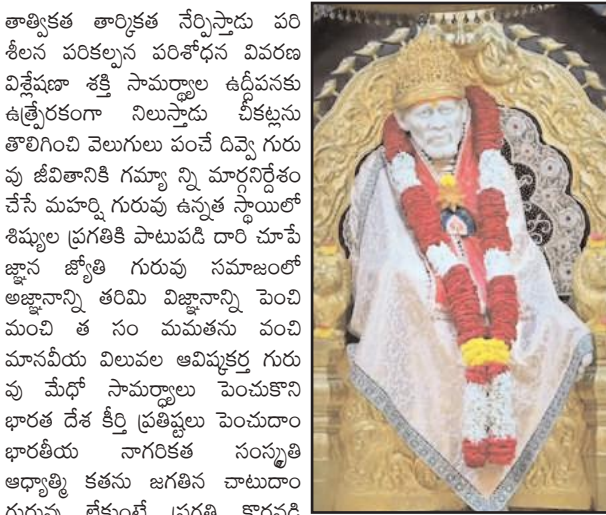 తాత్వికత తార్కికత నేర్పిస్తాడు పరి
శీలన పరికల్పన పరిశోధన వివరణ
విశ్లేషణా శక్తి సామర్థ్యాల ఉద్దీపనకు
ఉత్ప్రేరకంగా నిలుస్తాడు చీకట్లను
తొలిగించి వెలుగులు పంచే దివ్వె గురు
వు జీవితానికి గమ్యా న్ని మార్గనిర్దేశం
చేసే మహర్షి గురువు ఉన్నత స్థాయిలో
శిష్యుల ప్రగతికి పాటుపడి దారి చూపే
జ్ఞాన జ్యోతి గురువు సమాజంలో
అజ్ఞానాన్ని తరిమి విజ్ఞానాన్ని పెంచి
మంచి త సం మమతను వంచి
మానవీయ విలువల ఆవిష్కర్త గురు
వు మేధో సామర్థ్యాలు పెంచుకొని
భారత దేశ కీర్తి ప్రతిష్టలు పెంచుదాం
భారతీయ నాగరికత సంస్కృతి
ఆధ్యాత్మి కతను జగతిన చాటుదాం
గురువు లేకుంటే ప్రగతి